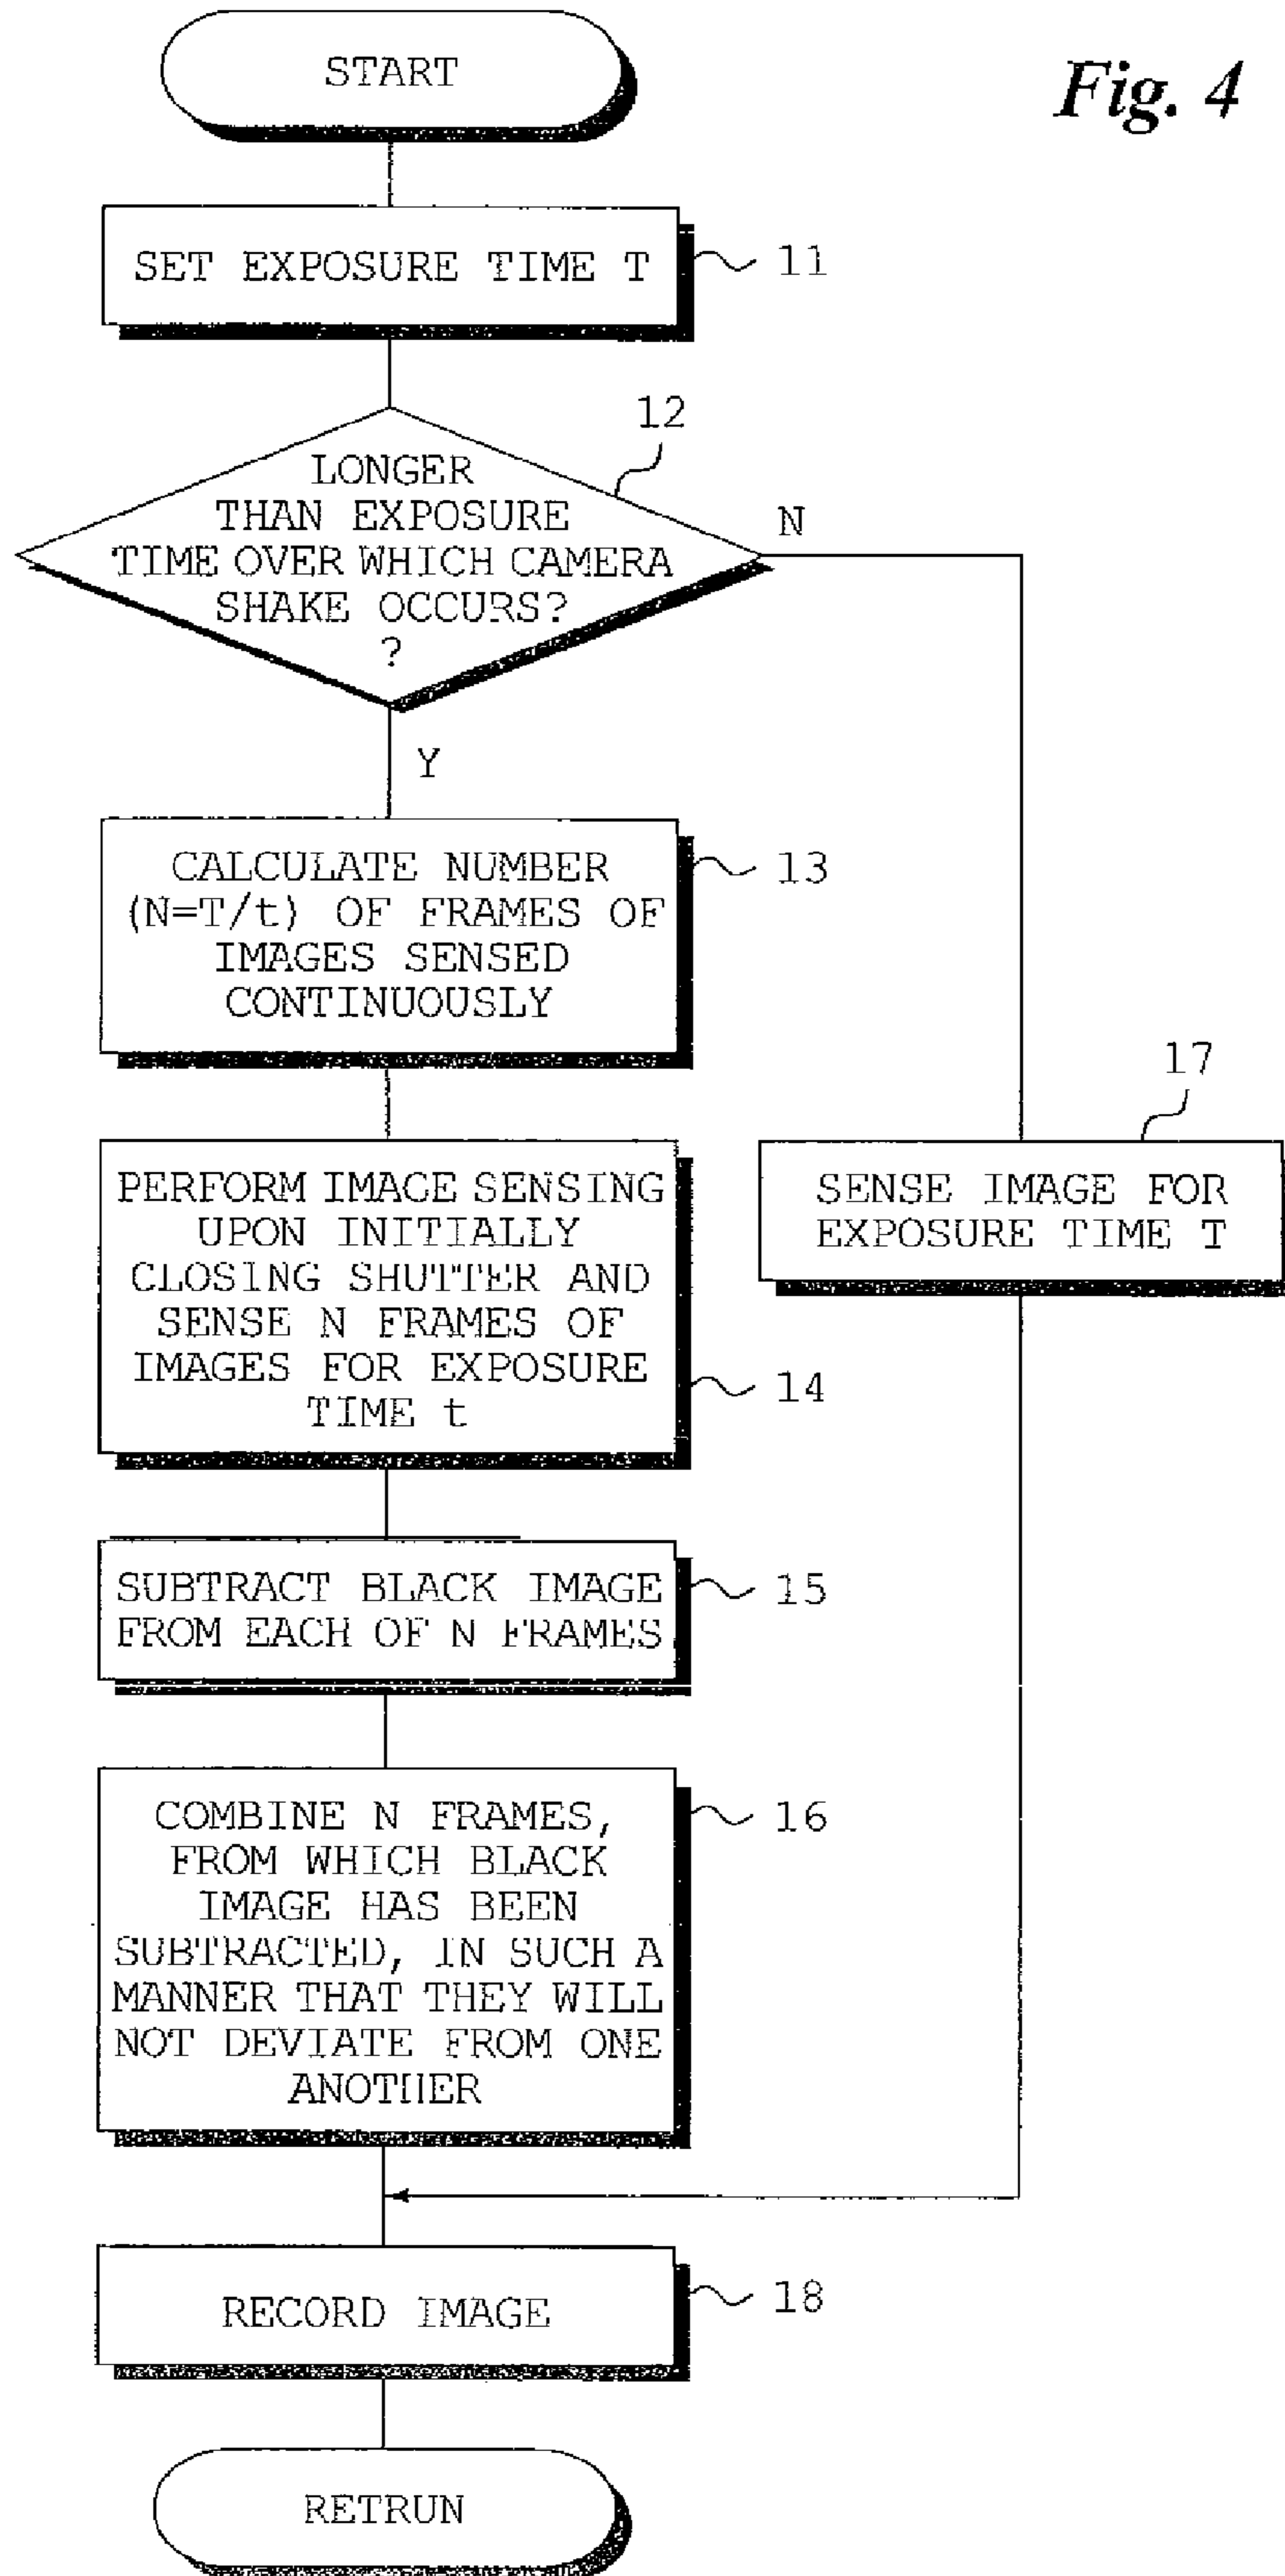 START
Fig. 4
SET EXPOSURE TIME T
11
12
LONGER
THAN EXPOSURE
TIME OVER WHICH CAMERA
SHAKE OCCURS?
?
N
Y
CALCULATE NUMBER
(N=T/t) OF FRAMES OF
IMAGES SENSED
CONTINUOUSLY
13
PERFORM IMAGE SENSING
UPON INITIALLY
CLOSING SHUTTER AND
SENSE N FRAMES OF
IMAGES FOR EXPOSURE
TIME t
14
17
SENSE IMAGE FOR
EXPOSURE TIME T
SUBTRACT BLACK IMAGE
FROM EACH OF N FRAMES
15
COMBINE N FRAMES,
FROM WHICH BLACK
IMAGE HAS BEEN
SUBTRACTED, IN SUCH A
MANNER THAT THEY WILL
NOT DEVIATE FROM ONE
ANOTHER
16
RECORD IMAGE
18
RETRUN